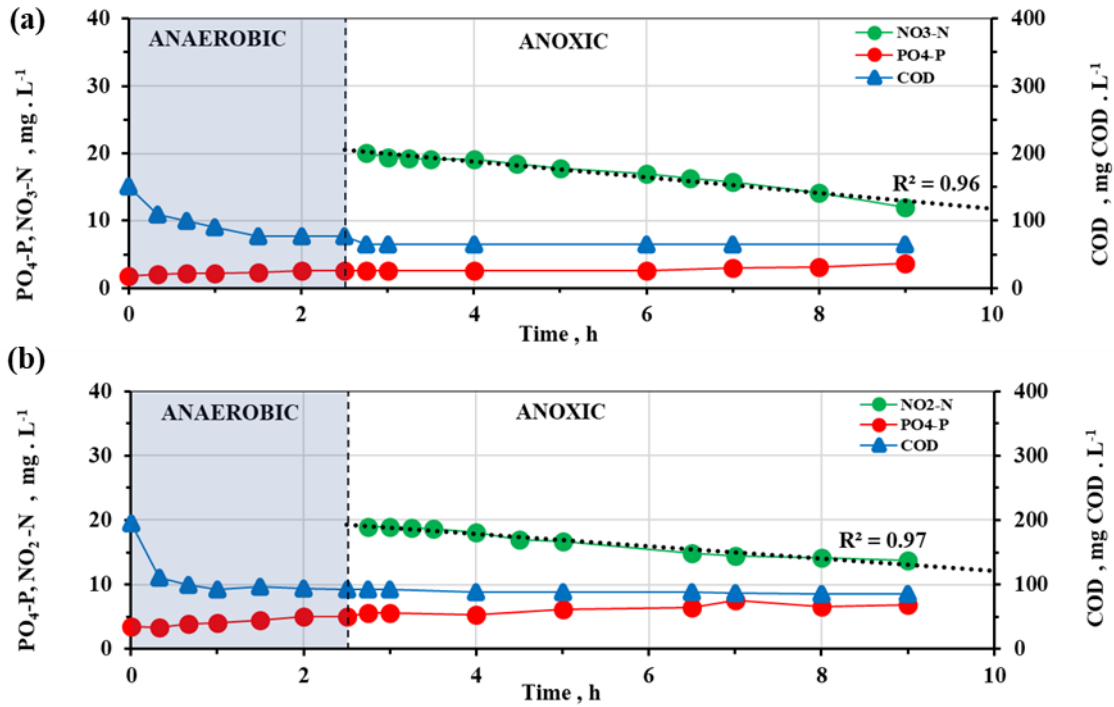 (a)
ANAEROBIC
ANOXIC
NO3-N
PO4-P
COD
R² = 0.96
40
30
20
10
0
400
300
200
100
0
0 2 4 6 8 10
Time , h
PO₄-P, NO₃-N , mg . L⁻¹
COD , mg COD . L⁻¹
(b)
ANAEROBIC
ANOXIC
NO2-N
PO4-P
COD
R² = 0.97
40
30
20
10
0
400
300
200
100
0
0 2 4 6 8 10
Time , h
PO₄-P, NO₂-N , mg . L⁻¹
COD , mg COD . L⁻¹